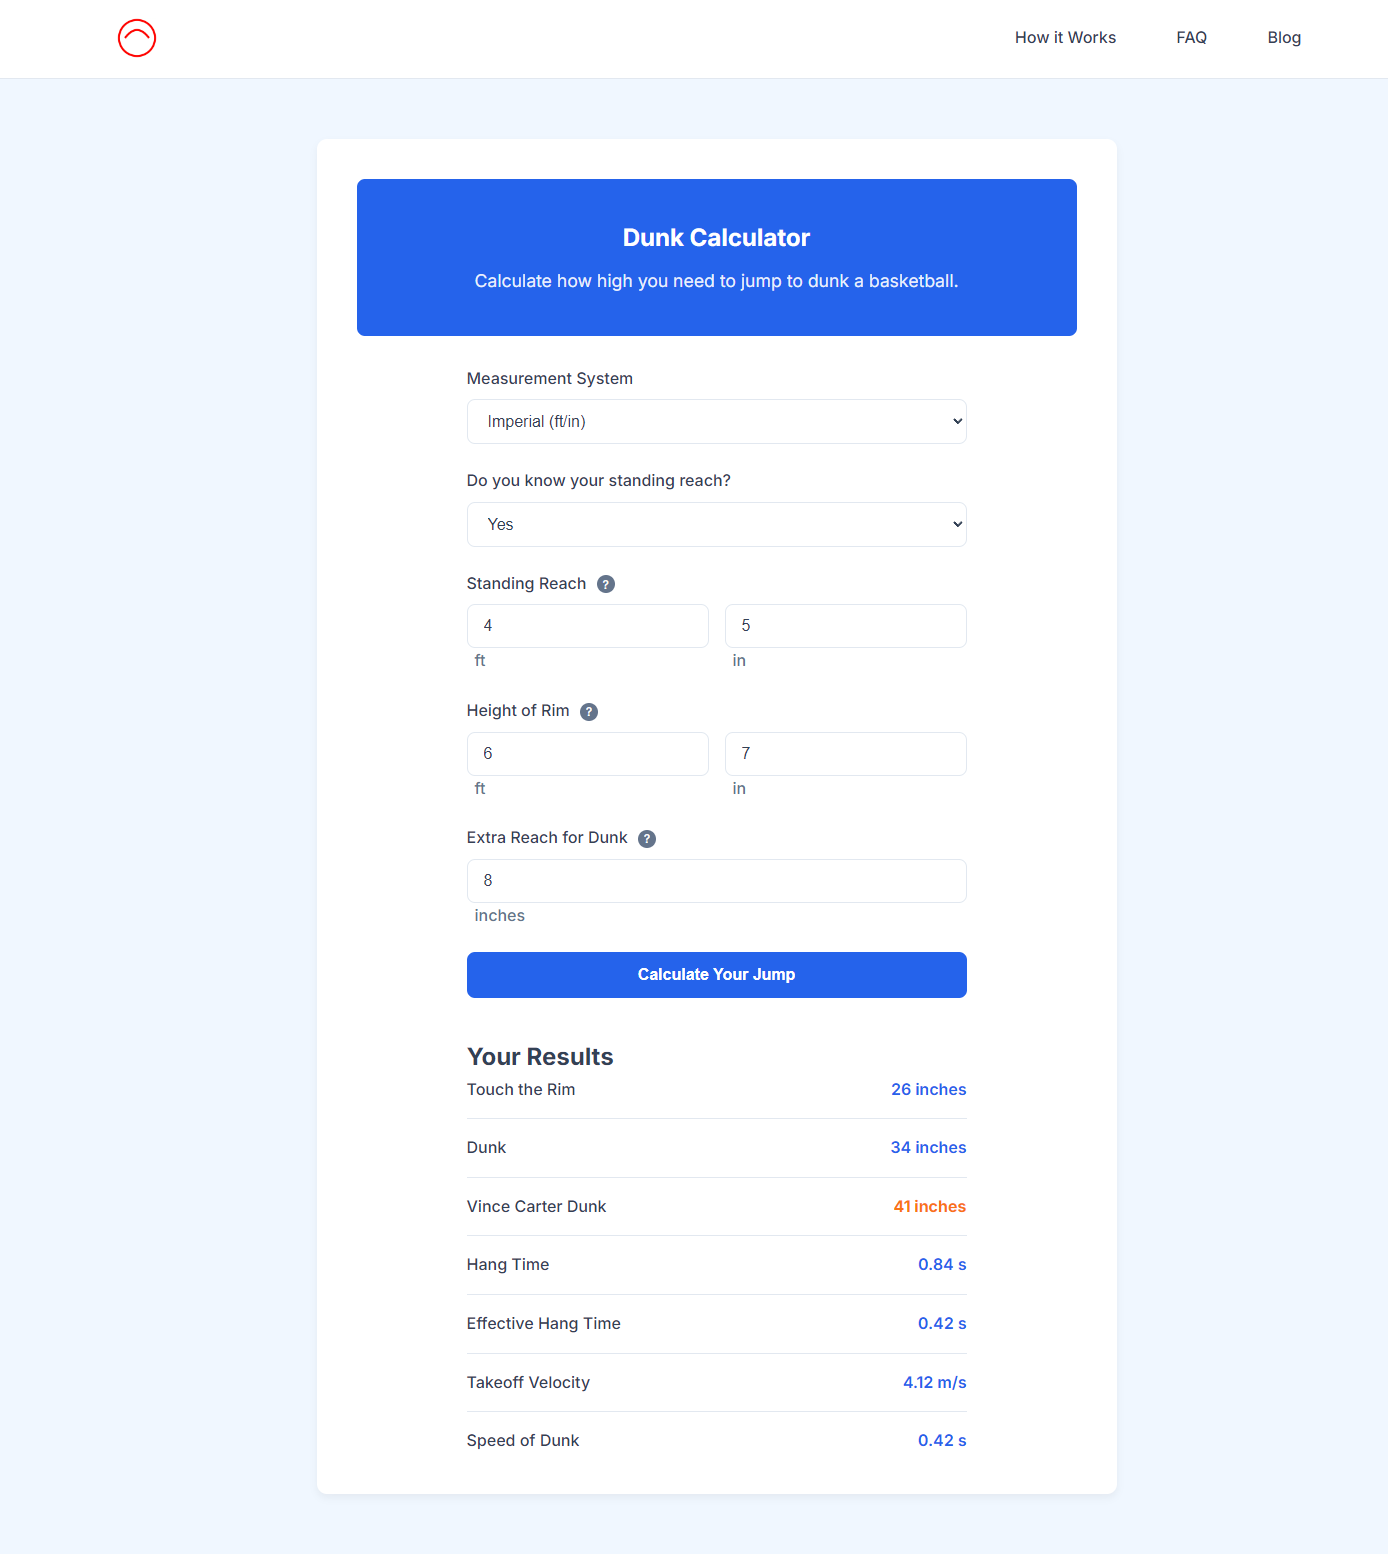 How it Works FAQ Blog
Dunk Calculator
Calculate how high you need to jump to dunk a basketball.
Measurement System
Imperial (ft/in)
Do you know your standing reach?
Yes
Standing Reach ?
4 5
ft in
Height of Rim ?
6 7
ft in
Extra Reach for Dunk ?
8
inches
Calculate Your Jump
Your Results
Touch the Rim 26 inches
Dunk 34 inches
Vince Carter Dunk 41 inches
Hang Time 0.84 s
Effective Hang Time 0.42 s
Takeoff Velocity 4.12 m/s
Speed of Dunk 0.42 s